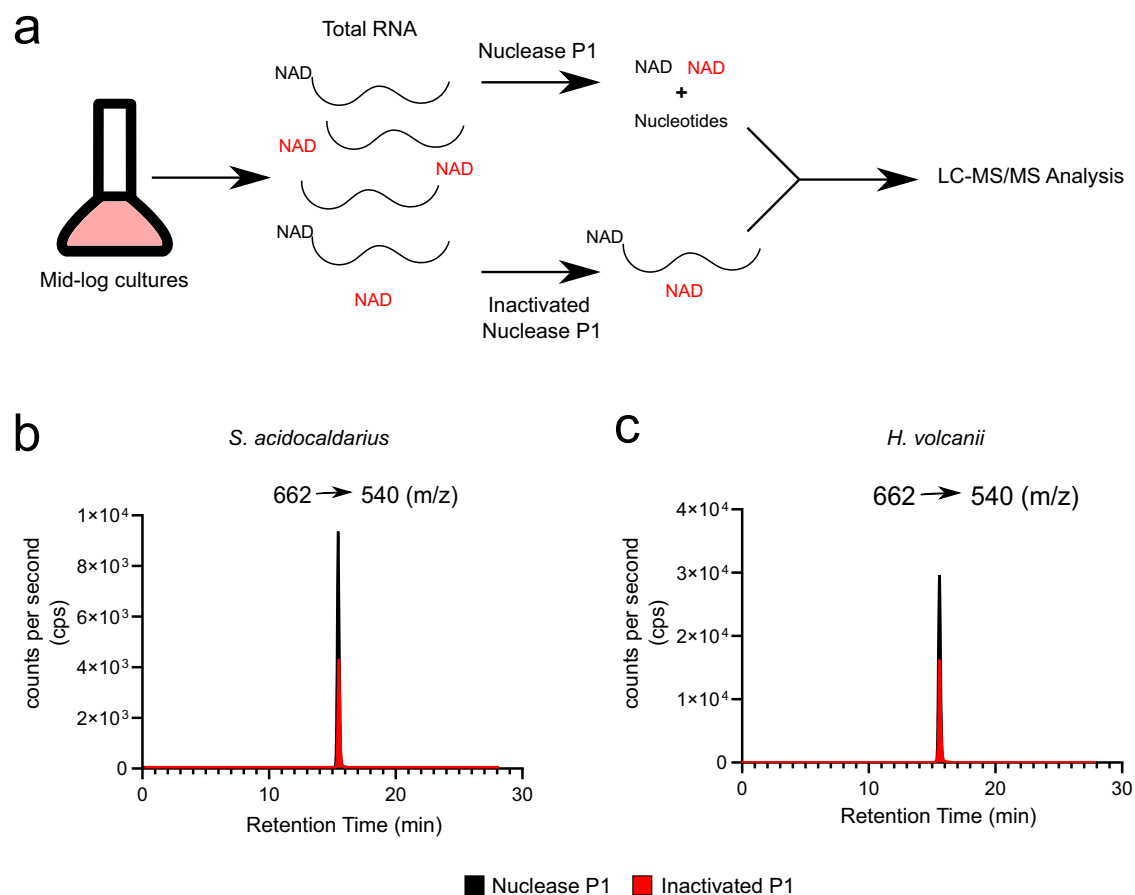 a
Total RNA
Nuclease P1
NAD
NAD NAD
+
Nucleotides
NAD
NAD
LC-MS/MS Analysis
NAD
NAD
NAD
NAD
Mid-log cultures
Inactivated
Nuclease P1
b
S. acidocaldarius
662 → 540 (m/z)
counts per second
(cps)
1×10⁴
8×10³
6×10³
4×10³
2×10³
0
0 10 20 30
Retention Time (min)
c
H. volcanii
662 → 540 (m/z)
counts per second
(cps)
4×10⁴
3×10⁴
2×10⁴
1×10⁴
0
0 10 20 30
Retention Time (min)
Nuclease P1 Inactivated P1